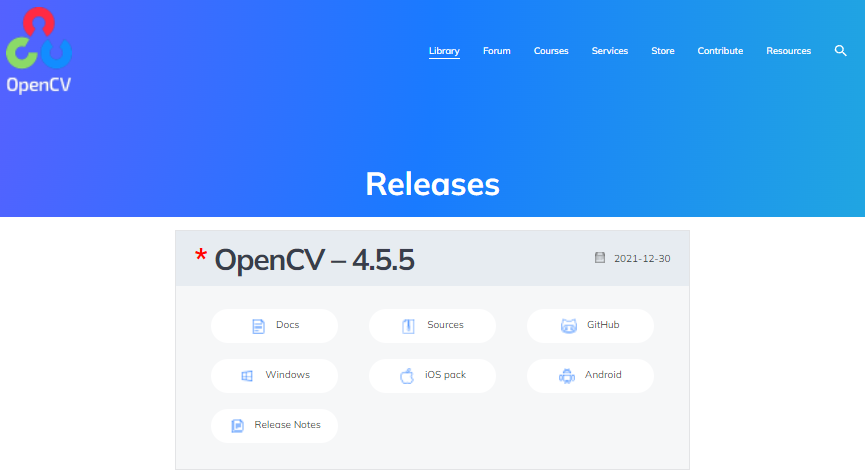 OpenCV
Library Forum Courses Services Store Contribute Resources
Releases
* OpenCV – 4.5.5 2021-12-30
Docs Sources GitHub
Windows iOS pack Android
Release Notes